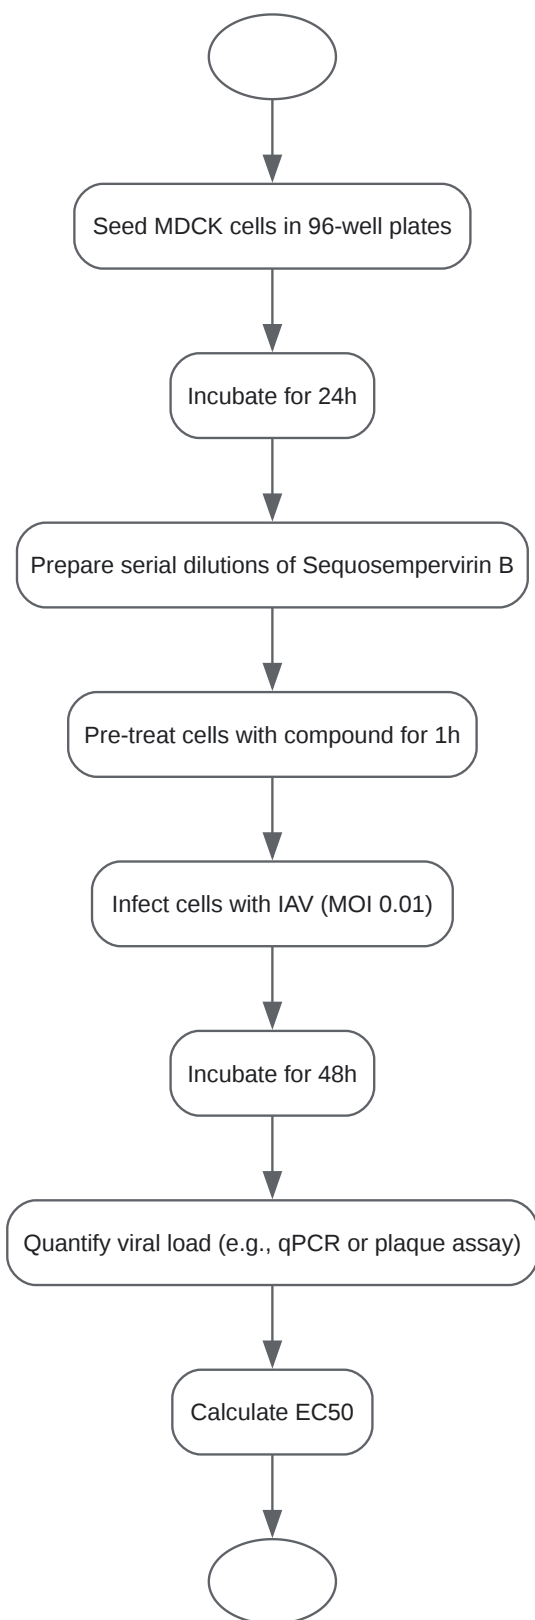 Seed MDCK cells in 96-well plates
Incubate for 24h
Prepare serial dilutions of Sequosempervirin B
Pre-treat cells with compound for 1h
Infect cells with IAV (MOI 0.01)
Incubate for 48h
Quantify viral load (e.g., qPCR or plaque assay)
Calculate EC50